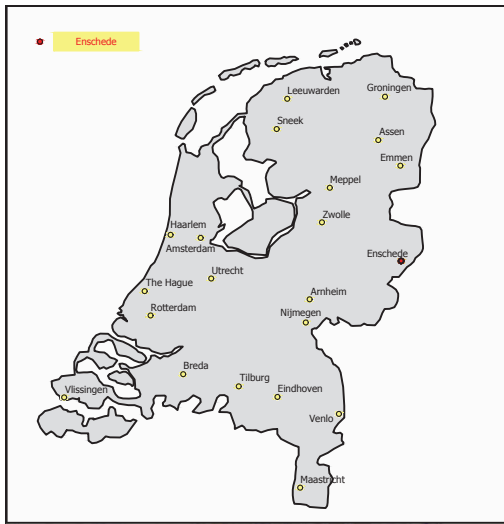 Enschede
Leeuwarden
Groningen
Sneek
Assen
Emmen
Meppel
Zwolle
Haarlem
Amsterdam
Enschede
Utrecht
The Hague
Arnheim
Rotterdam
Nijmegen
Breda
Tilburg
Vlissingen
Eindhoven
Venlo
Maastricht